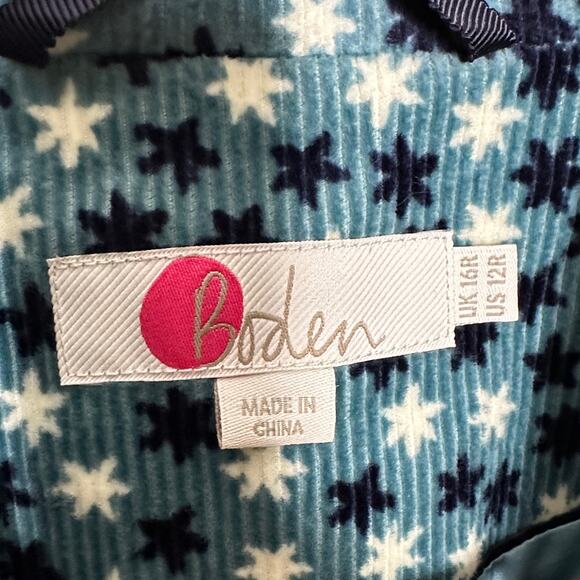 Boden
UK 16R
US 12R
MADE IN
CHINA